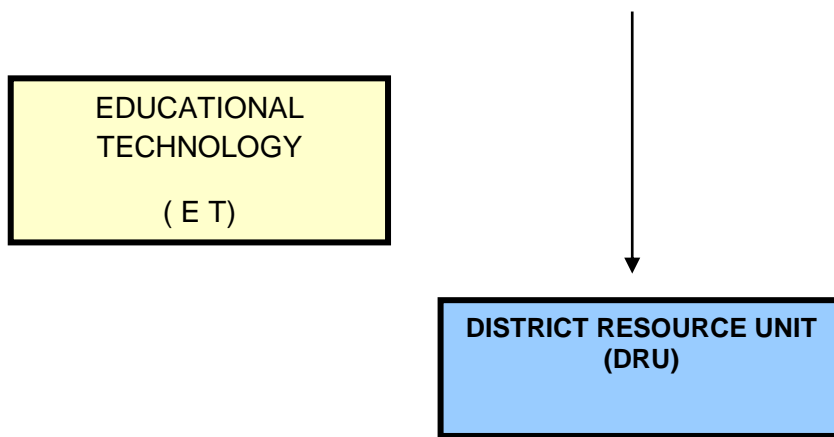 EDUCATIONAL
TECHNOLOGY
( E T)
DISTRICT RESOURCE UNIT
(DRU)